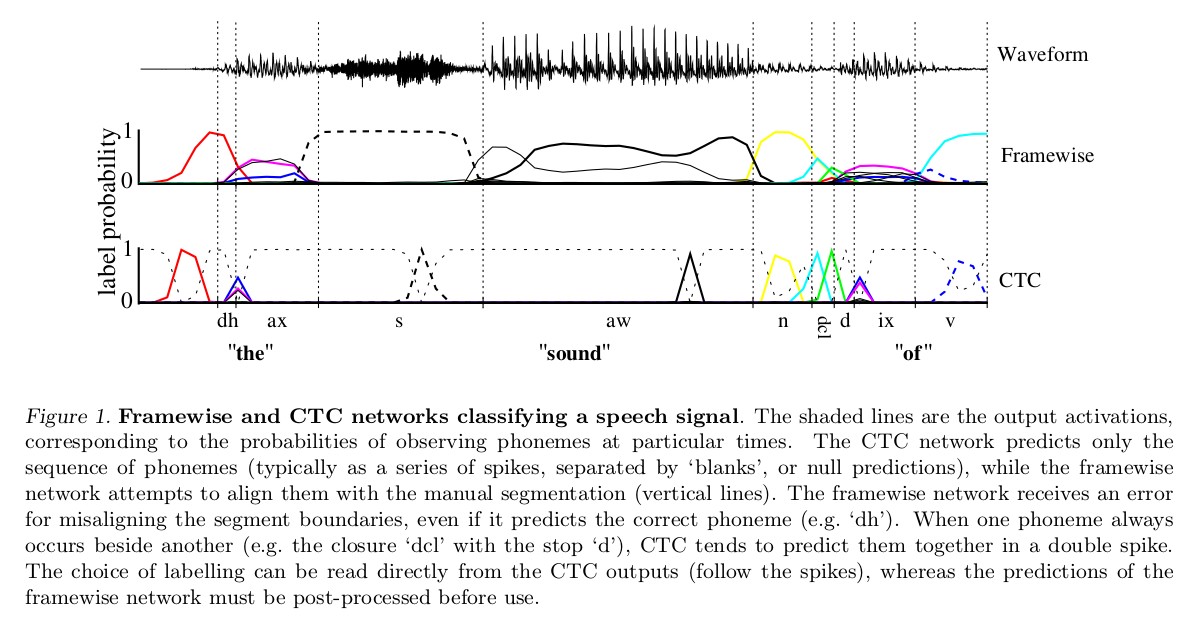 Waveform
label probability
1
Framewise
0
1
CTC
0
dh ax s aw n dcl d ix v
"the" "sound" "of"
Figure 1. Framewise and CTC networks classifying a speech signal. The shaded lines are the output activations,
corresponding to the probabilities of observing phonemes at particular times. The CTC network predicts only the
sequence of phonemes (typically as a series of spikes, separated by ‘blanks’, or null predictions), while the framewise
network attempts to align them with the manual segmentation (vertical lines). The framewise network receives an error
for misaligning the segment boundaries, even if it predicts the correct phoneme (e.g. ‘dh’). When one phoneme always
occurs beside another (e.g. the closure ‘dcl’ with the stop ‘d’), CTC tends to predict them together in a double spike.
The choice of labelling can be read directly from the CTC outputs (follow the spikes), whereas the predictions of the
framewise network must be post-processed before use.